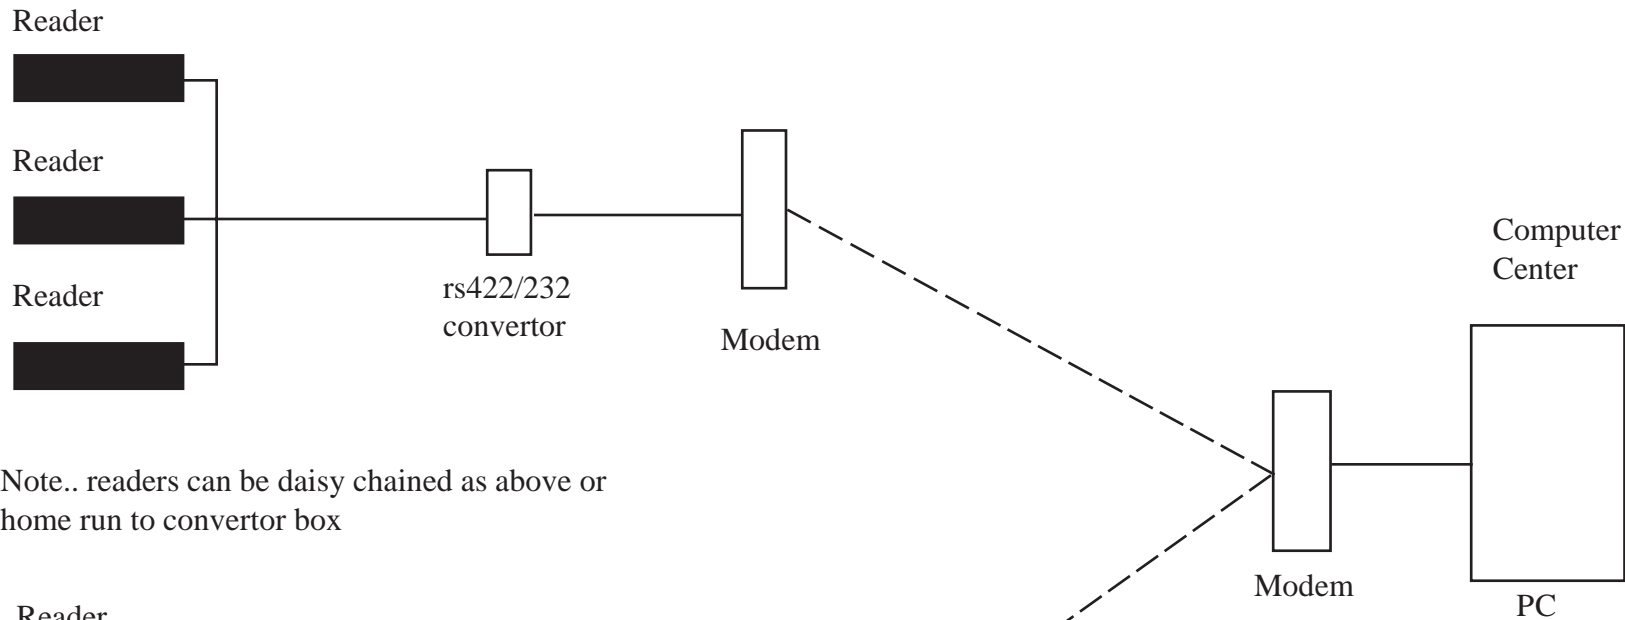 Reader
Reader
Reader
rs422/232
convertor
Modem
Computer
Center
Note.. readers can be daisy chained as above or
home run to convertor box
Modem
PC
Reader